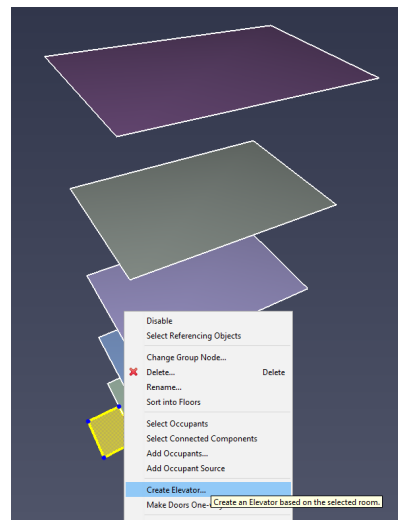 Disable
Select Referencing Objects
Change Group Node...
Delete... Delete
Rename...
Sort into Floors
Select Occupants
Select Connected Components
Add Occupants...
Add Occupant Source
Create Elevator...
Create an Elevator based on the selected room.
Make Doors One-